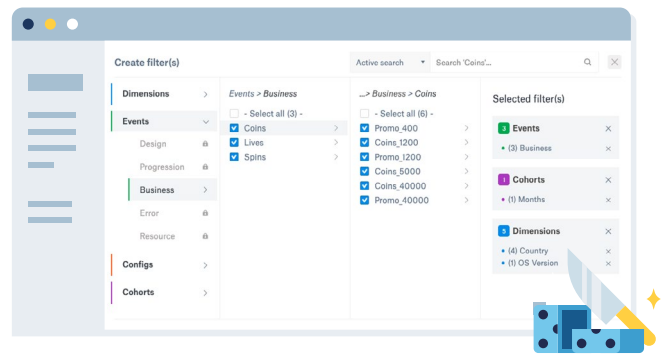 Create filter(s)
Active search
Search 'Coins'...
Dimensions
Events
Design
Progression
Business
Error
Resource
Configs
Cohorts
Events > Business
- Select all (3) -
Coins
Lives
Spins
...> Business > Coins
- Select all (6) -
Promo_400
Coins_1200
Promo_1200
Coins_5000
Coins_40000
Promo_40000
Selected filter(s)
3 Events
• (3) Business
1 Cohorts
• (1) Months
5 Dimensions
• (4) Country
• (1) OS Version